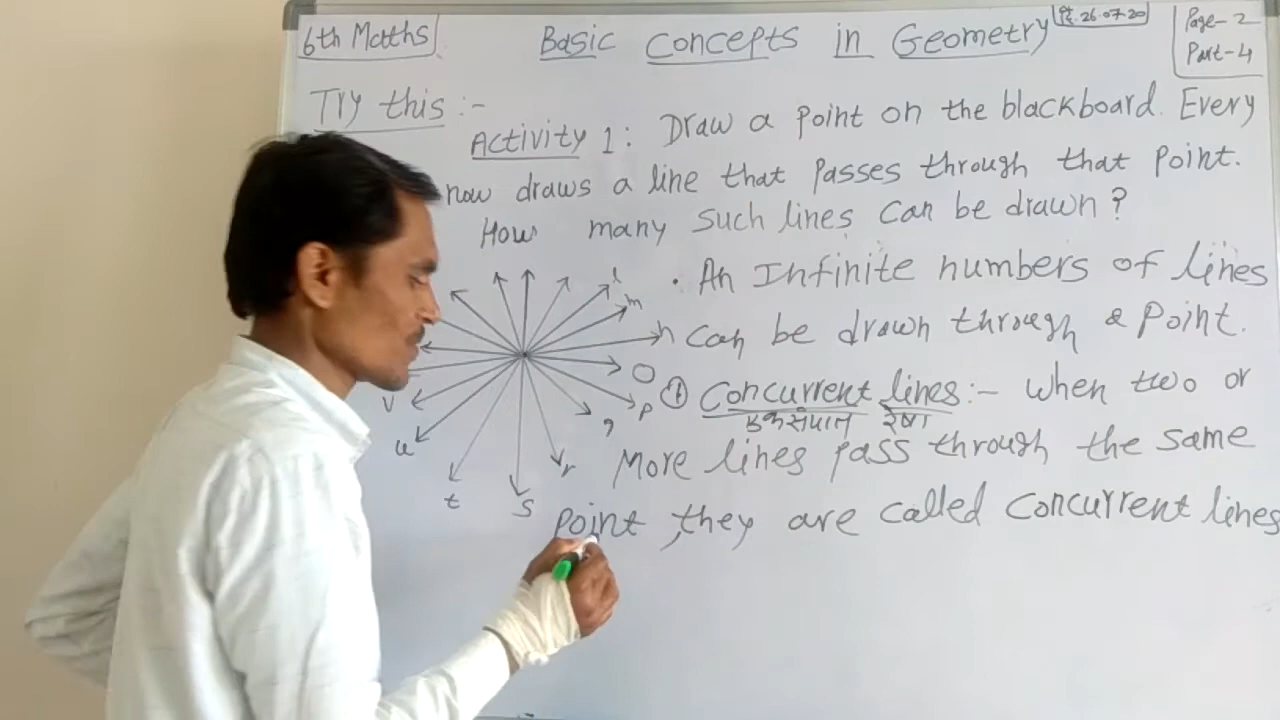 6th Maths
Basic Concepts in Geometry
दि. 26.07.20
Page-2
Part-4
Try this :-
Activity 1: Draw a point on the blackboard. Every
now draws a line that passes through that point.
How many such lines can be drawn?
. An Infinite numbers of lines
can be drawn through a point.
① Concurrent lines :- When two or
एकसंपात रेषा
More lines pass through the same
point, they are called concurrent lines
l
m
n
o
p
q
r
s
t
u
v